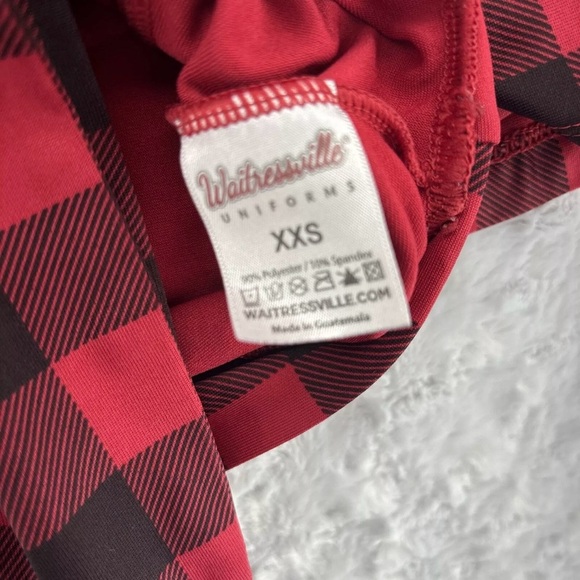 Waitressville
UNIFORMS
XXS
90% Polyester / 10% Spandex
WAITRESSVILLE.COM
Made in Guatemala